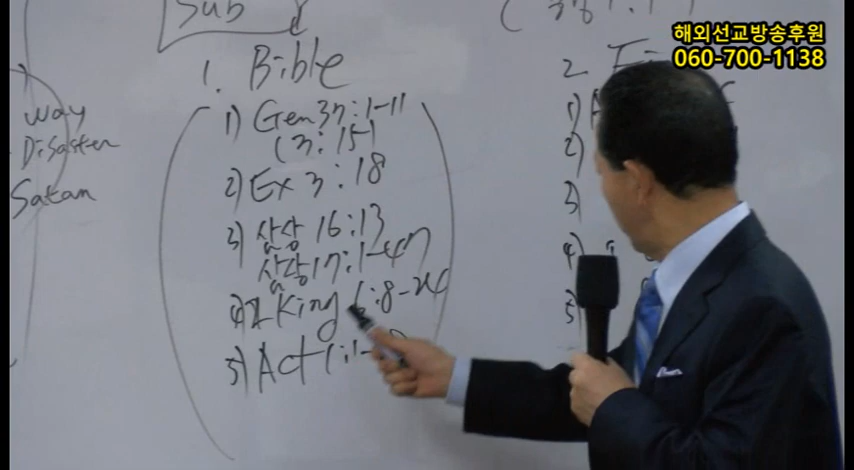 해외선교방송후원
060-700-1138
way
Disaster
Satan
Sub
1. Bible
1) Gen 37:1-11
(3:15)
2) Ex 3:18
3) 삼상 16:13
삼상 17:1-47
4) King 6:8-24
5) Act 1:1-
2.
1) A
2)
3)
4)
5)